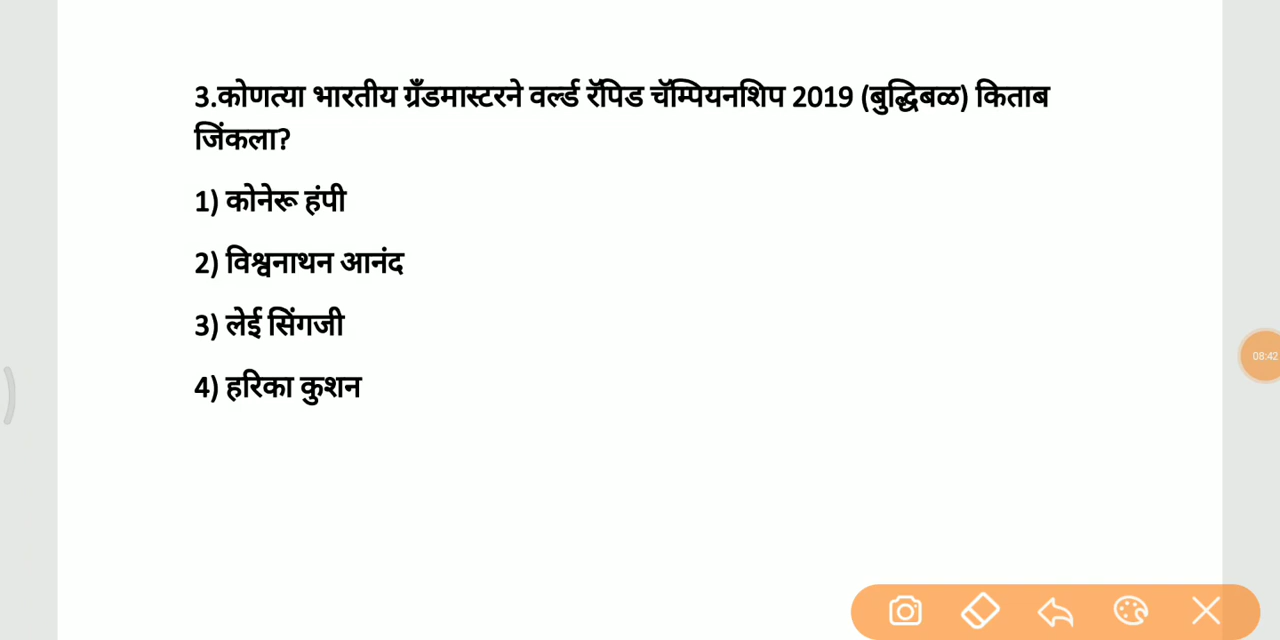 3.कोणत्या भारतीय ग्रँडमास्टरने वर्ल्ड रॅपिड चॅम्पियनशिप 2019 (बुद्धिबळ) किताब
जिंकला?
1) कोनेरू हंपी
2) विश्वनाथन आनंद
3) लेई सिंगजी
4) हरिका कुशन
08:42